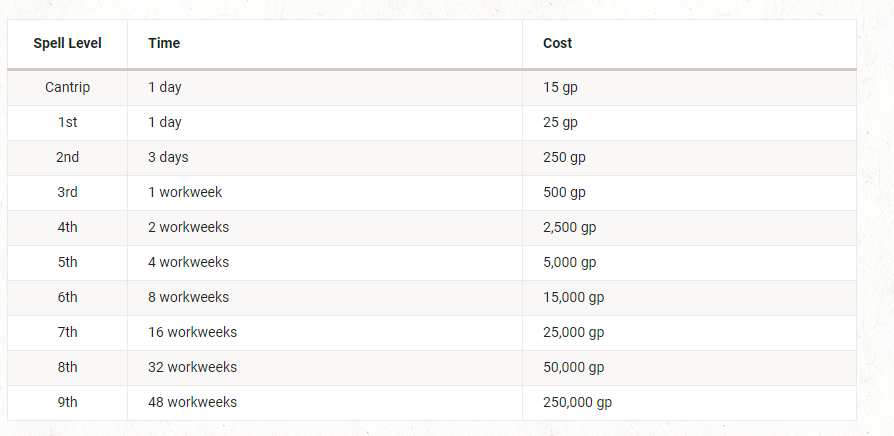 Spell Level Time Cost
Cantrip 1 day 15 gp
1st 1 day 25 gp
2nd 3 days 250 gp
3rd 1 workweek 500 gp
4th 2 workweeks 2,500 gp
5th 4 workweeks 5,000 gp
6th 8 workweeks 15,000 gp
7th 16 workweeks 25,000 gp
8th 32 workweeks 50,000 gp
9th 48 workweeks 250,000 gp